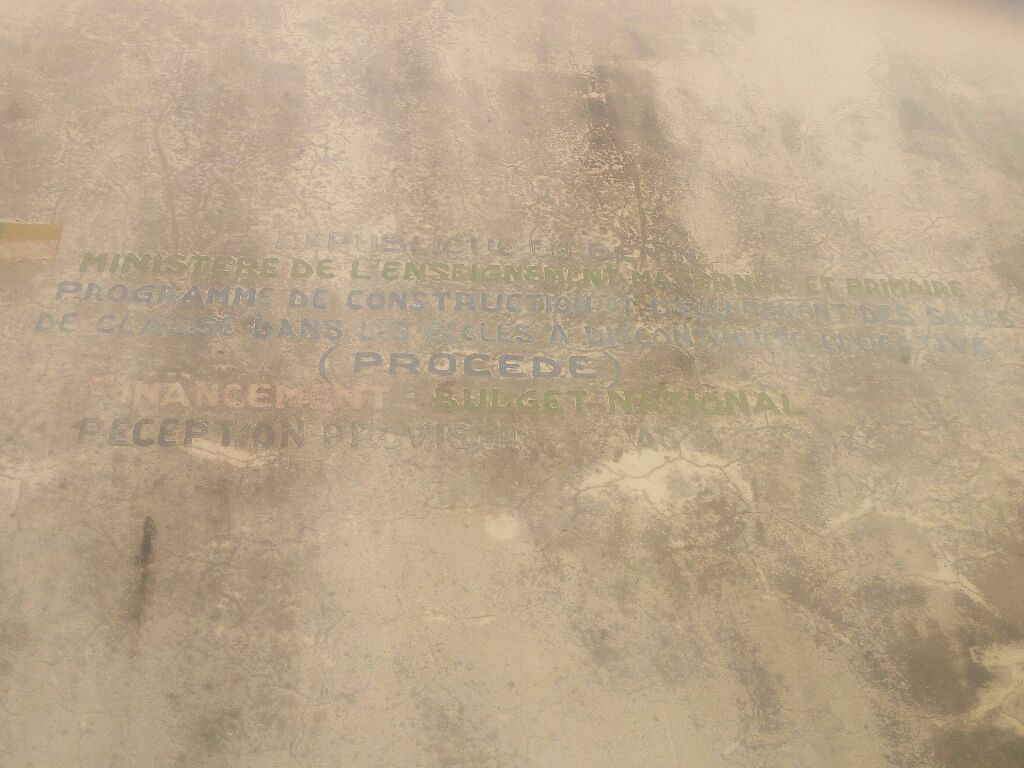 REPUBLIQUE DU BENIN
MINISTERE DE L'ENSEIGNEMENT MATERNEL ET PRIMAIRE
PROGRAMME DE CONSTRUCTION ET D'EQUIPEMENT DES SALLES
DE CLASSE DANS LES ECOLES A DISCONTINUITE EDUCATIVE
(PROCEDE)
FINANCEMENT: BUDGET NATIONAL
RECEPTION PROVISOIRE